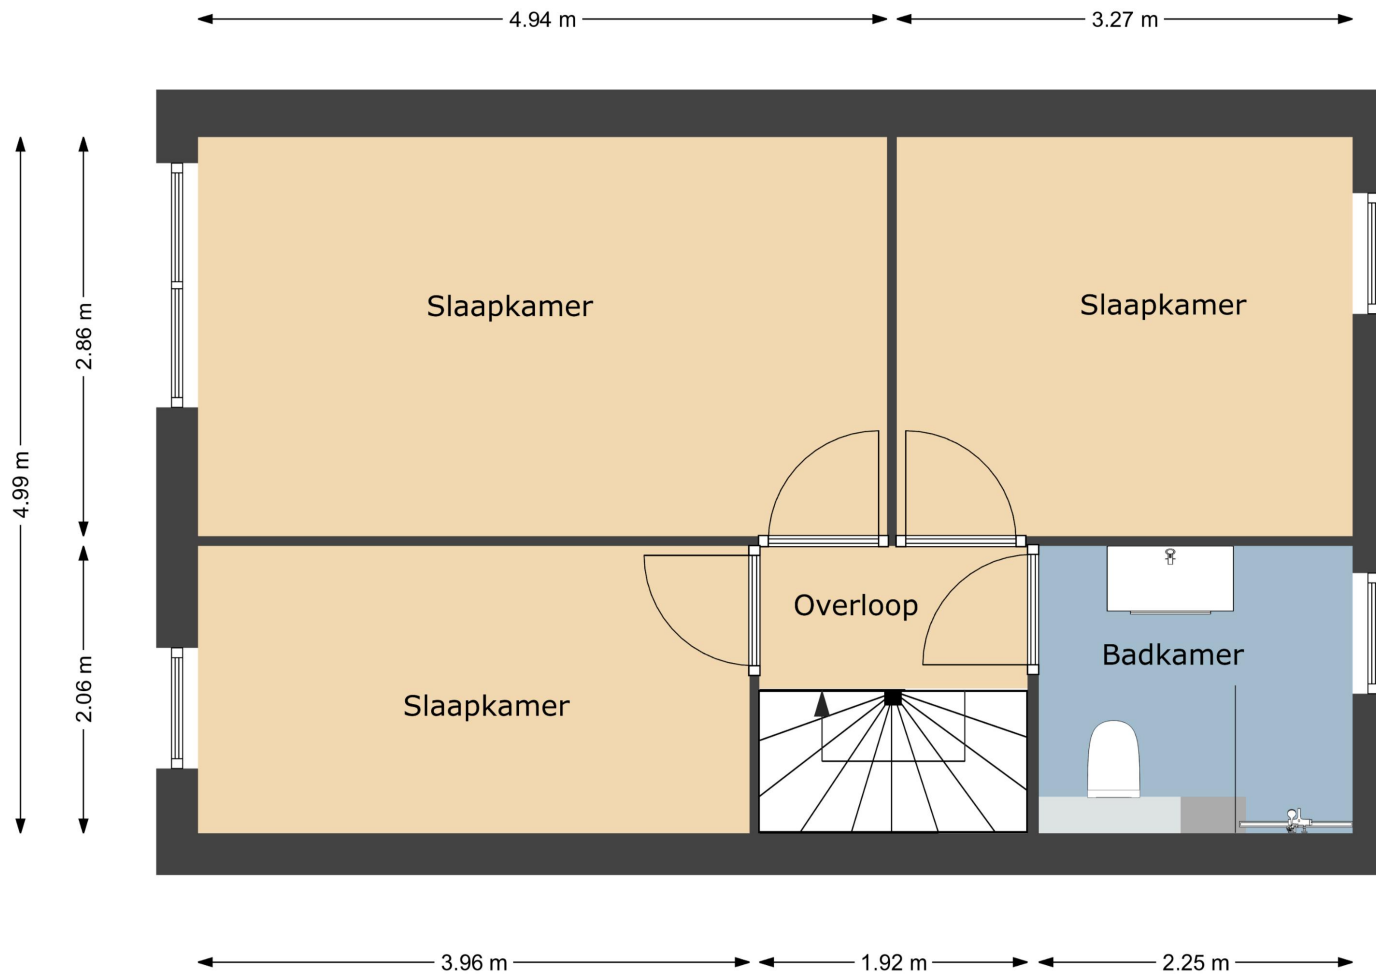 4.94 m
3.27 m
2.86 m
4.99 m
2.06 m
Slaapkamer
Slaapkamer
Slaapkamer
Overloop
Badkamer
3.96 m
1.92 m
2.25 m